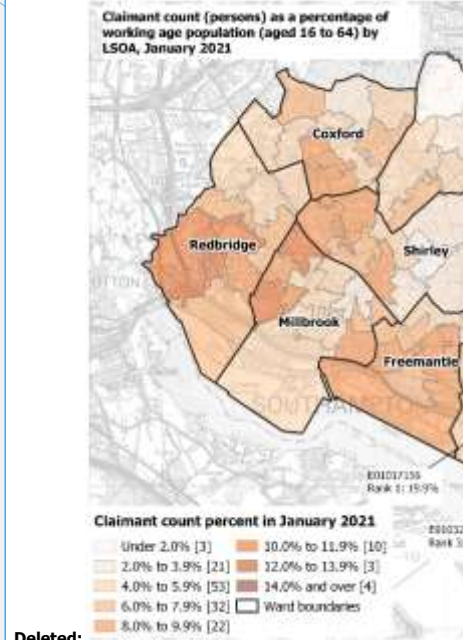 Claimant count (persons) as a percentage of
working age population (aged 16 to 64) by
LSOA, January 2021
Coxford
Redbridge
Shirley
Millbrook
Freemantle
SOUTHAMPTON
E01017156
Rank 1: 19.9%
Rank 3:
Claimant count percent in January 2021
Under 2.0% [3]
2.0% to 3.9% [21]
4.0% to 5.9% [53]
6.0% to 7.9% [32]
8.0% to 9.9% [22]
10.0% to 11.9% [10]
12.0% to 13.9% [3]
14.0% and over [4]
Ward boundaries
Deleted: